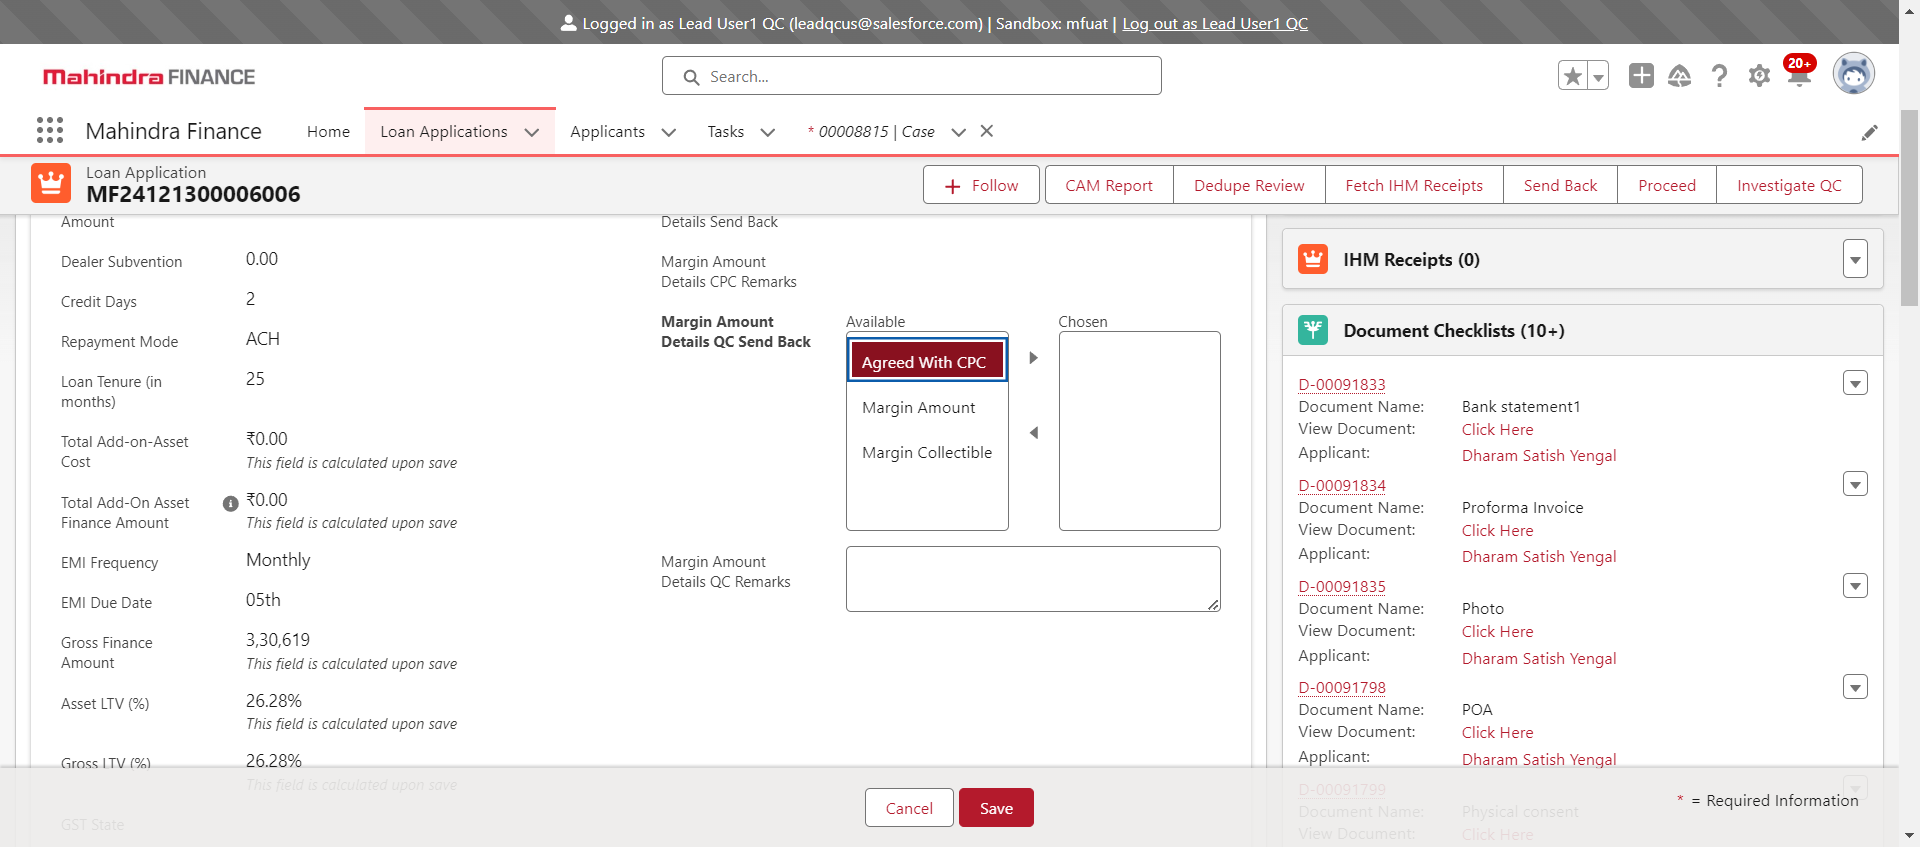 Logged in as Lead User1 QC (leadqcus@salesforce.com) | Sandbox: mfuat | Log out as Lead User1 QC
Mahindra FINANCE
Search...
20+
Mahindra Finance
Home
Loan Applications
Applicants
Tasks
* 00008815 | Case
Loan Application
MF24121300006006
Follow
CAM Report
Dedupe Review
Fetch IHM Receipts
Send Back
Proceed
Investigate QC
Amount
Dealer Subvention
0.00
Credit Days
2
Repayment Mode
ACH
Loan Tenure (in
months)
25
Total Add-on-Asset
Cost
₹0.00
This field is calculated upon save
Total Add-On Asset
Finance Amount
₹0.00
This field is calculated upon save
EMI Frequency
Monthly
EMI Due Date
05th
Gross Finance
Amount
3,30,619
This field is calculated upon save
Asset LTV (%)
26.28%
This field is calculated upon save
Gross LTV (%)
26.28%
This field is calculated upon save
GST State
Details Send Back
Margin Amount
Details CPC Remarks
Margin Amount
Details QC Send Back
Available
Agreed With CPC
Margin Amount
Margin Collectible
Chosen
Margin Amount
Details QC Remarks
IHM Receipts (0)
Document Checklists (10+)
D-00091833
Document Name: Bank statement1
View Document: Click Here
Applicant: Dharam Satish Yengal
D-00091834
Document Name: Proforma Invoice
View Document: Click Here
Applicant: Dharam Satish Yengal
D-00091835
Document Name: Photo
View Document: Click Here
Applicant: Dharam Satish Yengal
D-00091798
Document Name: POA
View Document: Click Here
Applicant: Dharam Satish Yengal
D-00091799
Document Name: Physical consent
View Document: Click Here
Cancel
Save
* = Required Information